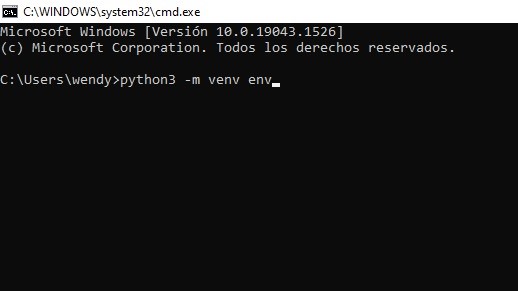 C:\WINDOWS\system32\cmd.exe
Microsoft Windows [Versión 10.0.19043.1526]
(c) Microsoft Corporation. Todos los derechos reservados.
C:\Users\wendy>python3 -m venv env